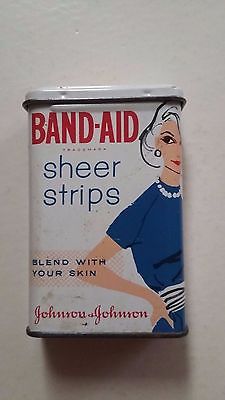 BAND-AID
TRADEMARK
sheer
strips
BLEND WITH
YOUR SKIN
Johnson & Johnson